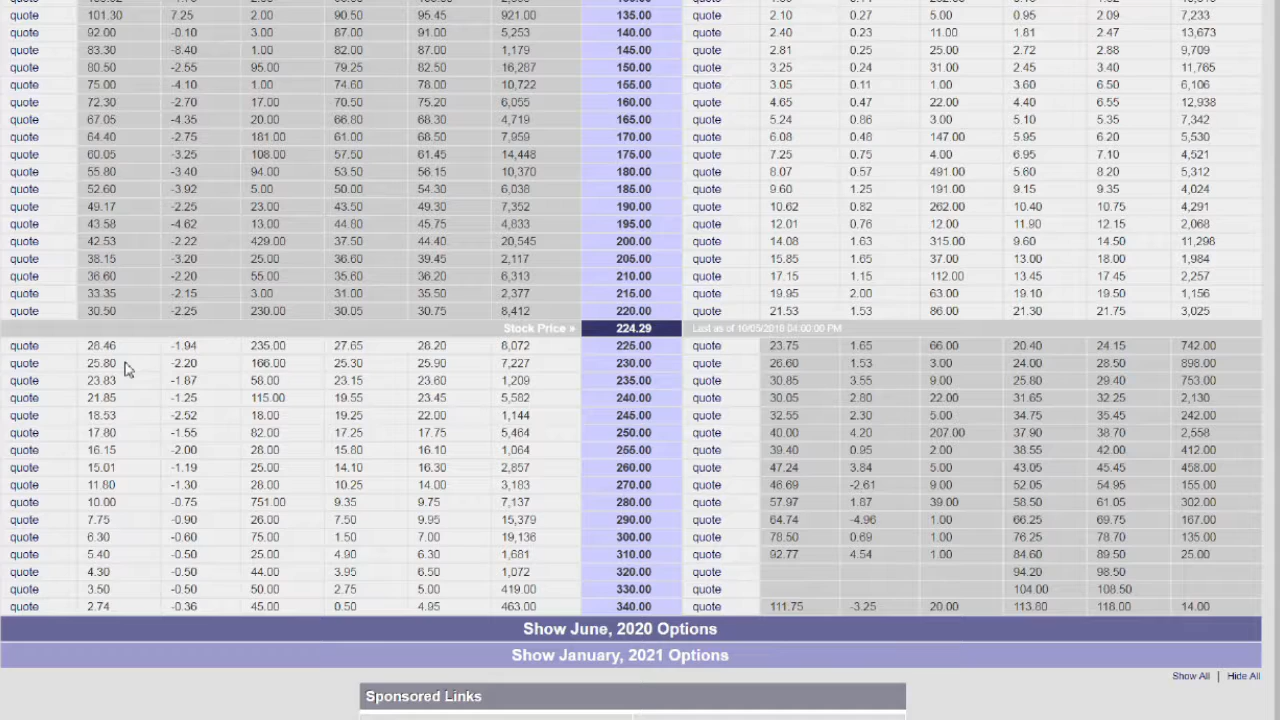 quote 101.30 7.25 2.00 90.50 95.45 921.00 135.00 quote 2.10 0.27 5.00 0.95 2.09 7,233
quote 92.00 -0.10 3.00 87.00 91.00 5,253 140.00 quote 2.40 0.23 11.00 1.81 2.47 13,673
quote 83.30 -8.40 1.00 82.00 87.00 1,179 145.00 quote 2.81 0.25 25.00 2.72 2.88 9,709
quote 80.50 -2.55 95.00 79.25 82.50 16,287 150.00 quote 3.25 0.24 31.00 2.45 3.40 11,765
quote 75.00 -4.10 1.00 74.60 78.00 10,722 155.00 quote 3.05 0.11 1.00 3.60 6.50 6,106
quote 72.30 -2.70 17.00 70.50 75.20 6,055 160.00 quote 4.65 0.47 22.00 4.40 6.55 12,938
quote 67.05 -4.35 20.00 66.80 68.30 4,719 165.00 quote 5.24 0.86 3.00 5.10 5.35 7,342
quote 64.40 -2.75 181.00 61.00 68.50 7,959 170.00 quote 6.08 0.48 147.00 5.95 6.20 5,530
quote 60.05 -3.25 108.00 57.50 61.45 14,448 175.00 quote 7.25 0.75 4.00 6.95 7.10 4,521
quote 55.80 -3.40 94.00 53.50 56.15 10,370 180.00 quote 8.07 0.57 491.00 5.60 8.20 5,312
quote 52.60 -3.92 5.00 50.00 54.30 6,038 185.00 quote 9.60 1.25 191.00 9.15 9.35 4,024
quote 49.17 -2.25 23.00 43.50 49.30 7,352 190.00 quote 10.62 0.82 262.00 10.40 10.75 4,291
quote 43.58 -4.62 13.00 44.80 45.75 4,833 195.00 quote 12.01 0.76 12.00 11.90 12.15 2,068
quote 42.53 -2.22 429.00 37.50 44.40 20,545 200.00 quote 14.08 1.63 315.00 9.60 14.50 11,298
quote 38.15 -3.20 25.00 36.60 39.45 2,117 205.00 quote 15.85 1.65 37.00 13.00 18.00 1,984
quote 36.60 -2.20 55.00 35.60 36.20 6,313 210.00 quote 17.15 1.15 112.00 13.45 17.45 2,257
quote 33.35 -2.15 3.00 31.00 35.50 2,377 215.00 quote 19.95 2.00 63.00 19.10 19.50 1,156
quote 30.50 -2.25 230.00 30.05 30.75 8,412 220.00 quote 21.53 1.53 86.00 21.30 21.75 3,025
Stock Price » 224.29 Last as of 10/05/2018 04:00:00 PM
quote 28.46 -1.94 235.00 27.65 28.20 8,072 225.00 quote 23.75 1.65 66.00 20.40 24.15 742.00
quote 25.80 -2.20 166.00 25.30 25.90 7,227 230.00 quote 26.60 1.53 3.00 24.00 28.50 898.00
quote 23.83 -1.87 58.00 23.15 23.60 1,209 235.00 quote 30.85 3.55 9.00 25.80 29.40 753.00
quote 21.85 -1.25 115.00 19.55 23.45 5,582 240.00 quote 30.05 2.80 22.00 31.65 32.25 2,130
quote 18.53 -2.52 18.00 19.25 22.00 1,144 245.00 quote 32.55 2.30 5.00 34.75 35.45 242.00
quote 17.80 -1.55 82.00 17.25 17.75 5,464 250.00 quote 40.00 4.20 207.00 37.90 38.70 2,558
quote 16.15 -2.00 28.00 15.80 16.10 1,064 255.00 quote 39.40 0.95 2.00 38.55 42.00 412.00
quote 15.01 -1.19 25.00 14.10 16.30 2,857 260.00 quote 47.24 3.84 5.00 43.05 45.45 458.00
quote 11.80 -1.30 28.00 10.25 14.00 3,183 270.00 quote 46.69 -2.61 9.00 52.05 54.95 155.00
quote 10.00 -0.75 751.00 9.35 9.75 7,137 280.00 quote 57.97 1.87 39.00 58.50 61.05 302.00
quote 7.75 -0.90 26.00 7.50 9.95 15,379 290.00 quote 64.74 -4.96 1.00 66.25 69.75 167.00
quote 6.30 -0.60 75.00 1.50 7.00 19,136 300.00 quote 78.50 0.69 1.00 76.25 78.70 135.00
quote 5.40 -0.50 25.00 4.90 6.30 1,681 310.00 quote 92.77 4.54 1.00 84.60 89.50 25.00
quote 4.30 -0.50 44.00 3.95 6.50 1,072 320.00 quote 94.20 98.50
quote 3.50 -0.50 50.00 2.75 5.00 419.00 330.00 quote 104.00 108.50
quote 2.74 -0.36 45.00 0.50 4.95 463.00 340.00 quote 111.75 -3.25 20.00 113.80 118.00 14.00
Show June, 2020 Options
Show January, 2021 Options
Show All | Hide All
Sponsored Links